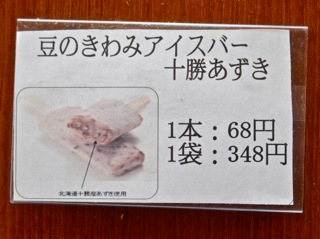 豆のきわみアイスバー
十勝あずき
1本：68円
1袋：348円
北海道十勝産あずき使用